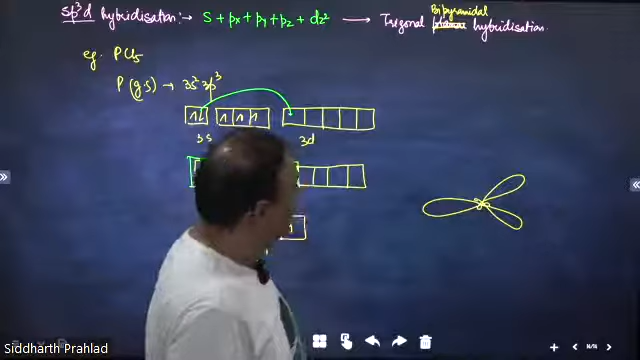 sp³d hybridisation:→ s + px + py + pz + dz² ⟶ Trigonal Bipyramidal hybridisation.
eg. PCl5
P (g.s) → 3s² 3p³
3s 3d
Siddharth Prahlad